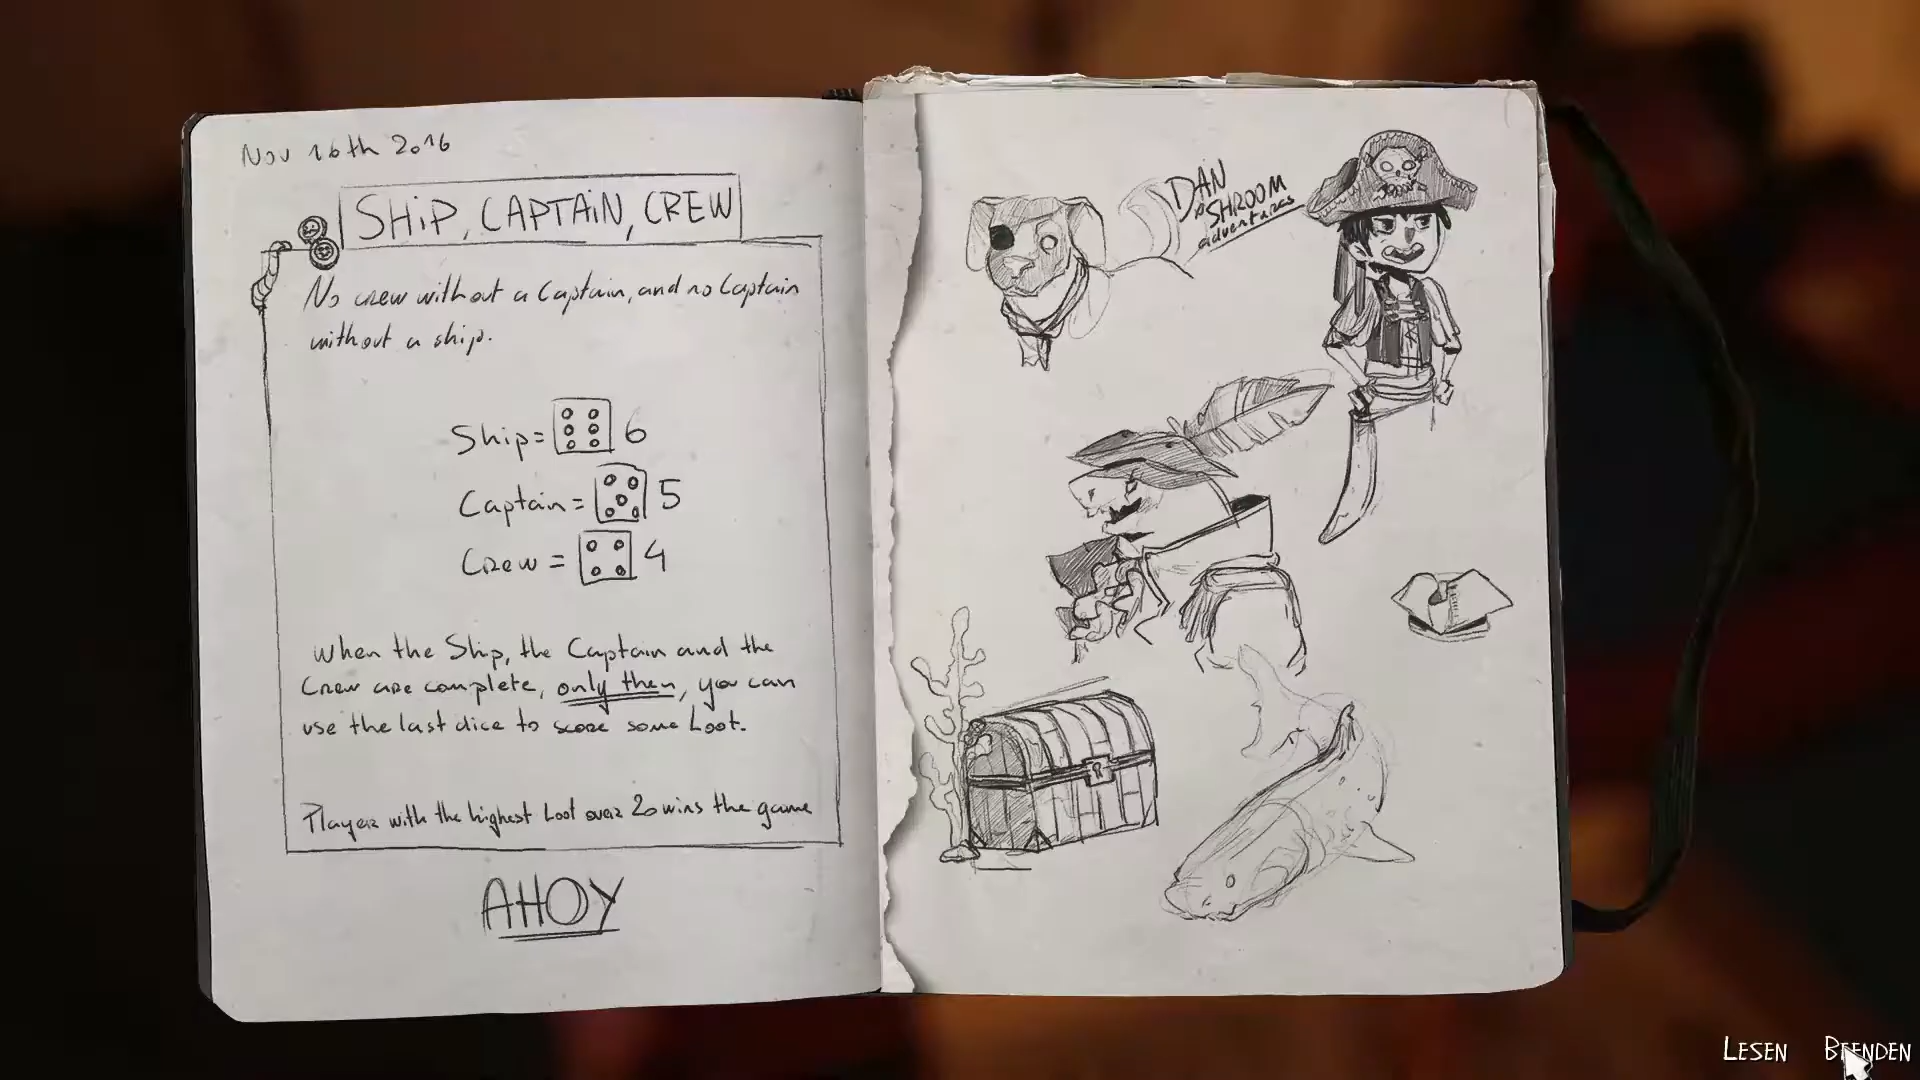 Nov 16th 2016
SHIP, CAPTAIN, CREW
No crew without a Captain, and no Captain
without a ship.
Ship = 6
Captain = 5
Crew = 4
When the Ship, the Captain and the
Crew are complete, only then, you can
use the last dice to score some Loot.
Player with the highest Loot over 20 wins the game
AHOY
DAN
SHROOM
adventures
LESEN BEENDEN